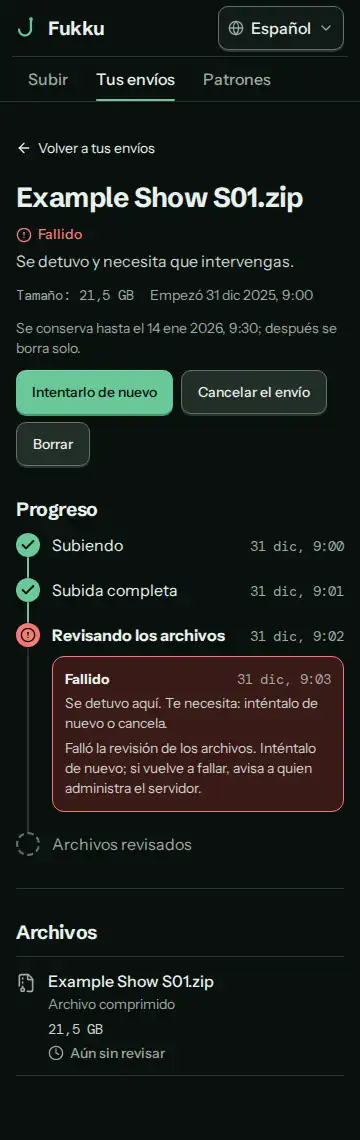 Fukku
Español
Subir
Tus envíos
Patrones
Volver a tus envíos
Example Show S01.zip
Fallido
Se detuvo y necesita que intervengas.
Tamaño: 21,5 GB Empezó 31 dic 2025, 9:00
Se conserva hasta el 14 ene 2026, 9:30; después se
borra solo.
Intentarlo de nuevo
Cancelar el envío
Borrar
Progreso
Subiendo 31 dic, 9:00
Subida completa 31 dic, 9:01
Revisando los archivos 31 dic, 9:02
Fallido 31 dic, 9:03
Se detuvo aquí. Te necesita: inténtalo de
nuevo o cancela.
Falló la revisión de los archivos. Inténtalo
de nuevo; si vuelve a fallar, avisa a quien
administra el servidor.
Archivos revisados
Archivos
Example Show S01.zip
Archivo comprimido
21,5 GB
Aún sin revisar